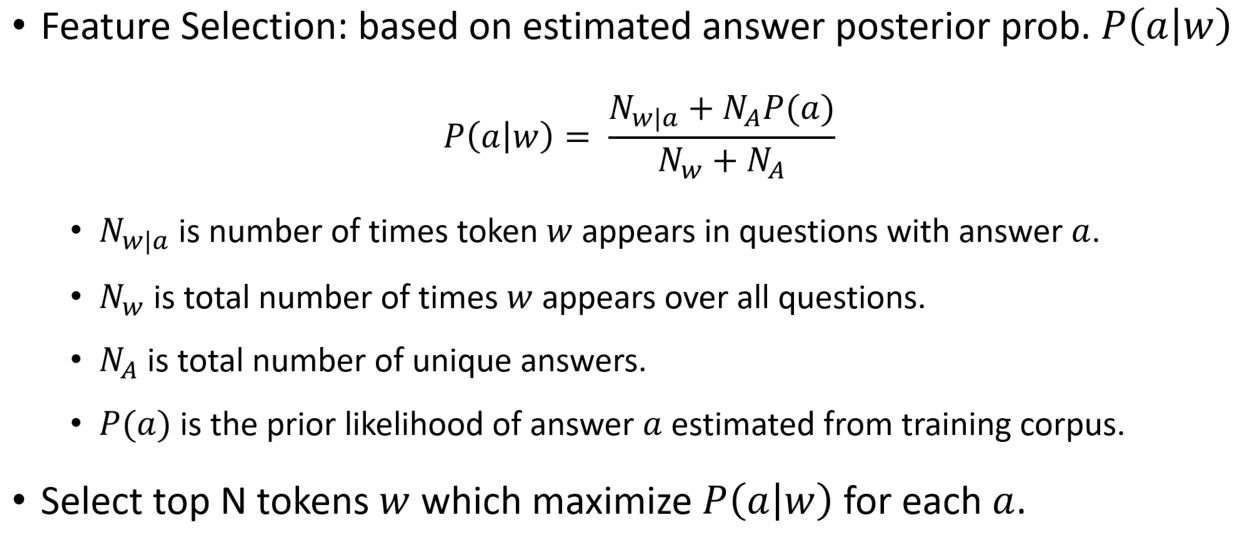 • Feature Selection: based on estimated answer posterior prob. P(a|w)
P(a|w) = \frac{N_{w|a} + N_A P(a)}{N_w + N_A}
• N_{w|a} is number of times token w appears in questions with answer a.
• N_w is total number of times w appears over all questions.
• N_A is total number of unique answers.
• P(a) is the prior likelihood of answer a estimated from training corpus.
• Select top N tokens w which maximize P(a|w) for each a.